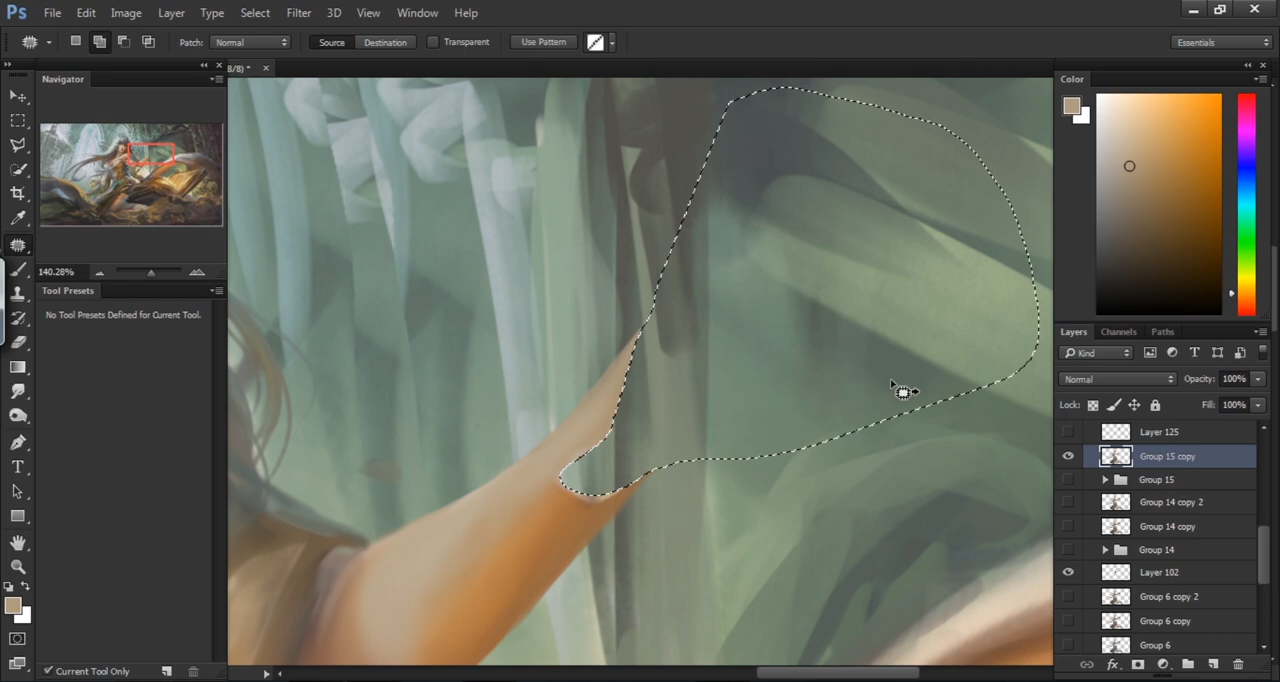 Ps File Edit Image Layer Type Select Filter 3D View Window Help
Patch: Normal Source Destination Transparent Use Pattern Essentials
Navigator
8/8) *
Color
140.28%
Tool Presets
No Tool Presets Defined for Current Tool.
Layers Channels Paths
Kind
Normal Opacity: 100%
Lock: Fill: 100%
Layer 125
Group 15 copy
Group 15
Group 14 copy 2
Group 14 copy
Group 14
Layer 102
Group 6 copy 2
Group 6 copy
Group 6
Current Tool Only